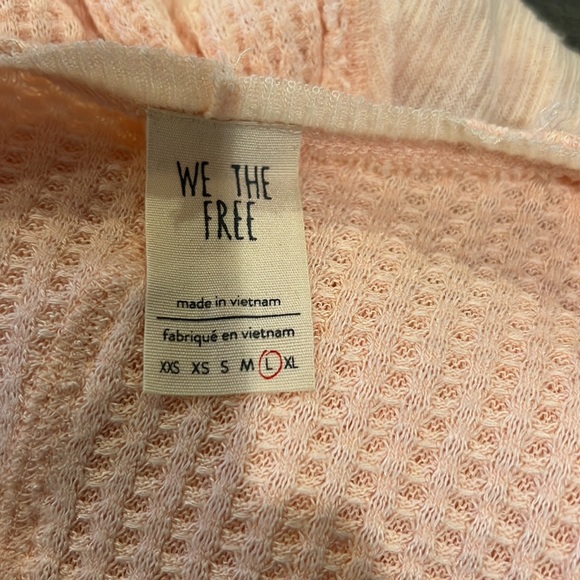 WE THE
FREE
made in vietnam
fabriqué en vietnam
XXS XS S M L XL